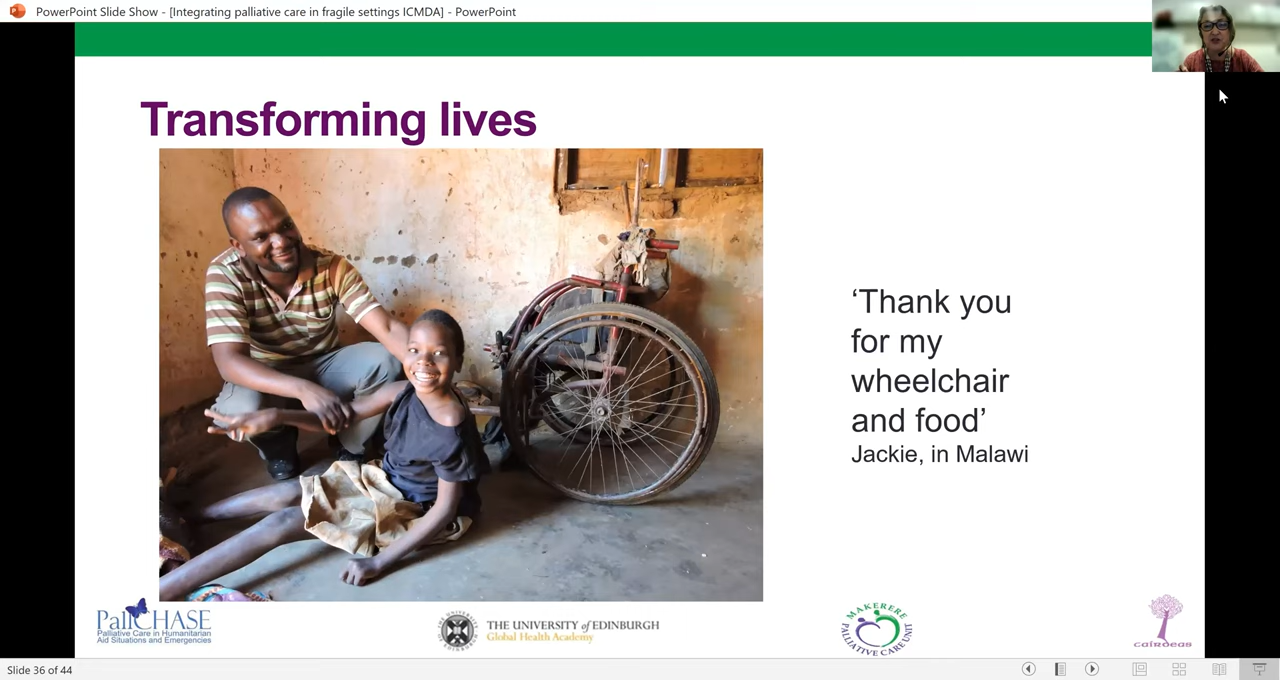 PowerPoint Slide Show - [Integrating palliative care in fragile settings ICMDA] - PowerPoint
Transforming lives
‘Thank you
for my
wheelchair
and food’
Jackie, in Malawi
PallCHASE
Palliative Care in Humanitarian
Aid Situations and Emergencies
THE UNIVERSITY of EDINBURGH
Global Health Academy
MAKERERE
PALLIATIVE CARE UNIT
cairdeas
Slide 36 of 44